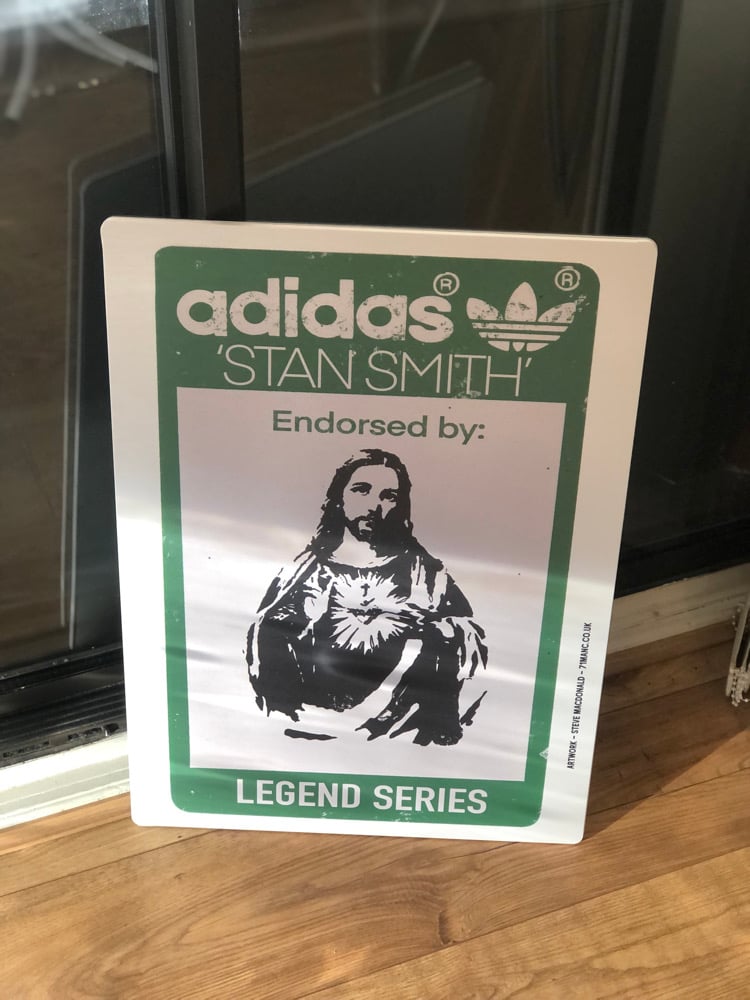 adidas® ®
'STAN SMITH'
Endorsed by:
LEGEND SERIES
ARTWORK - STEVE MACDONALD - 71MANC.CO.UK